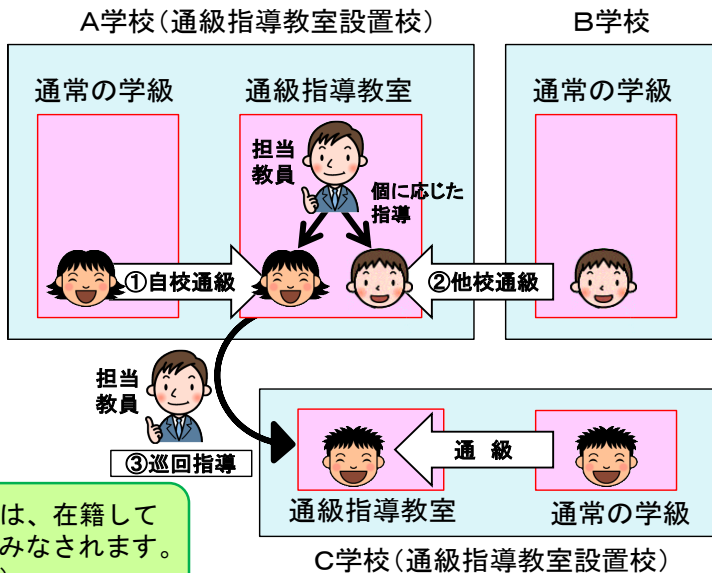 A学校（通級指導教室設置校）
B学校
通常の学級
通級指導教室
通常の学級
担当
教員
個に応じた
指導
①自校通級
②他校通級
担当
教員
③巡回指導
通 級
通級指導教室
通常の学級
C学校（通級指導教室設置校）
は、在籍して
みなされます。